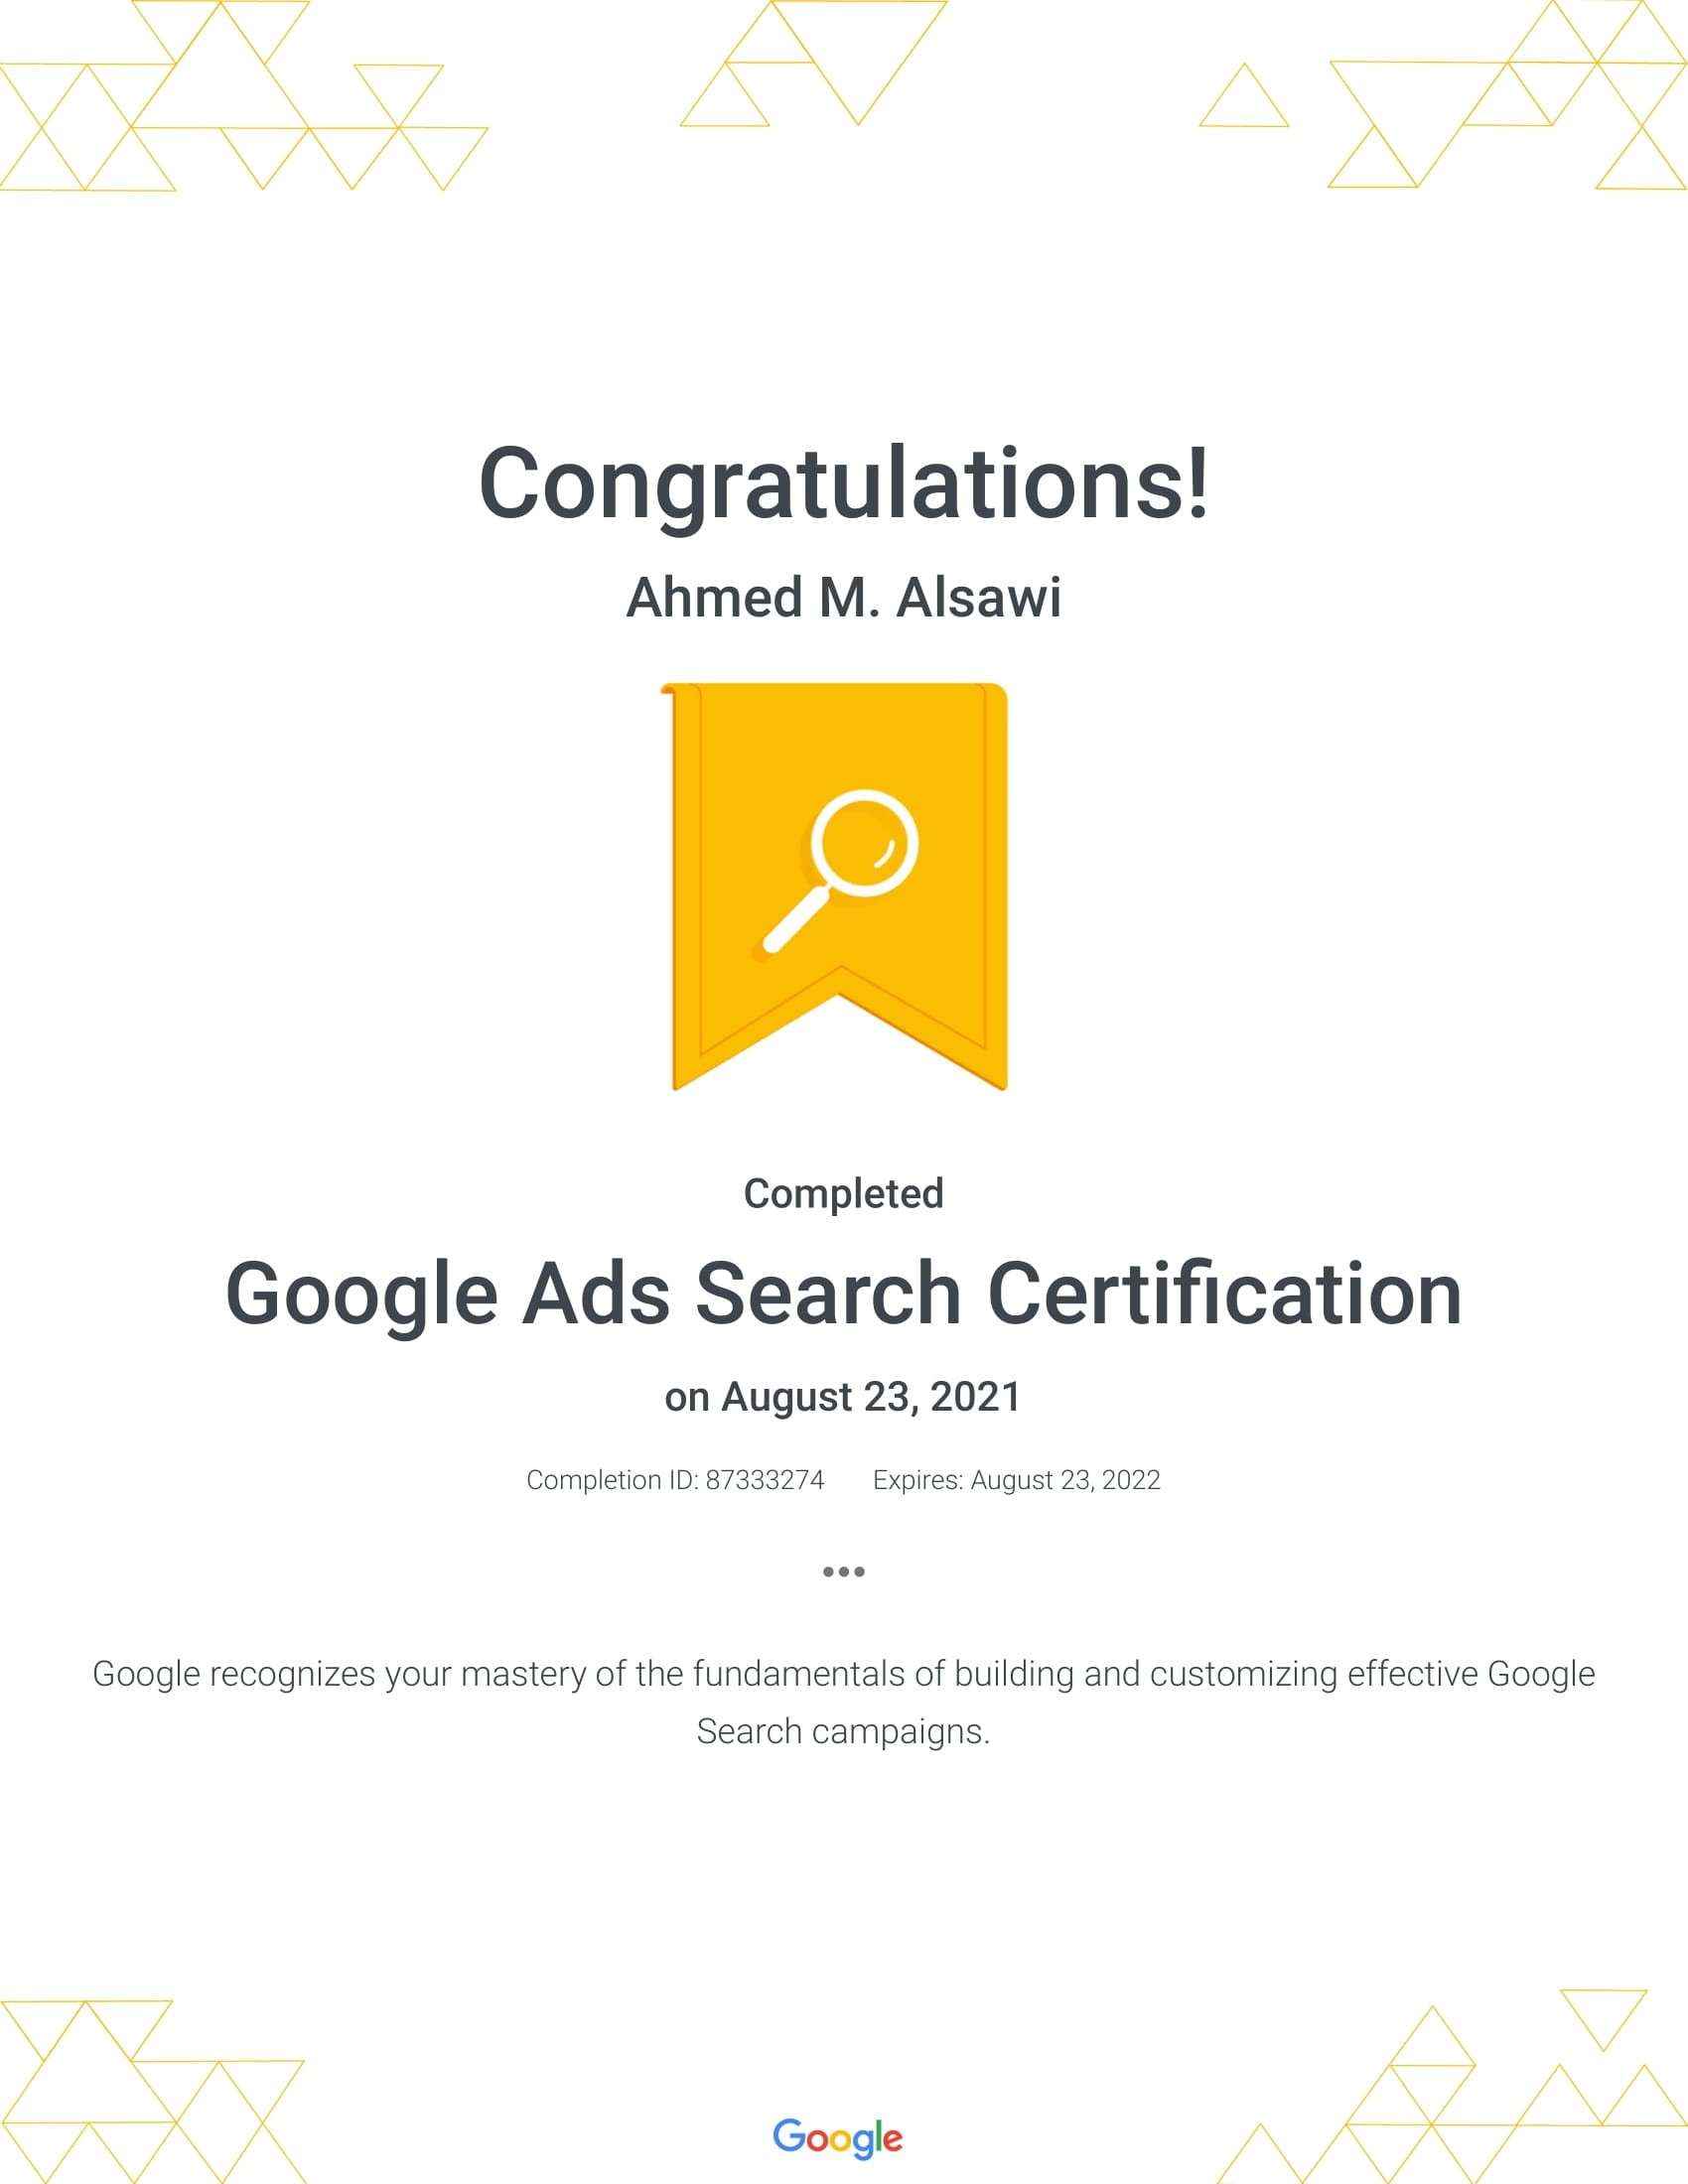 Congratulations!
Ahmed M. Alsawi
Completed
Google Ads Search Certification
on August 23, 2021
Completion ID: 87333274 Expires: August 23, 2022
•••
Google recognizes your mastery of the fundamentals of building and customizing effective Google
Search campaigns.
Google